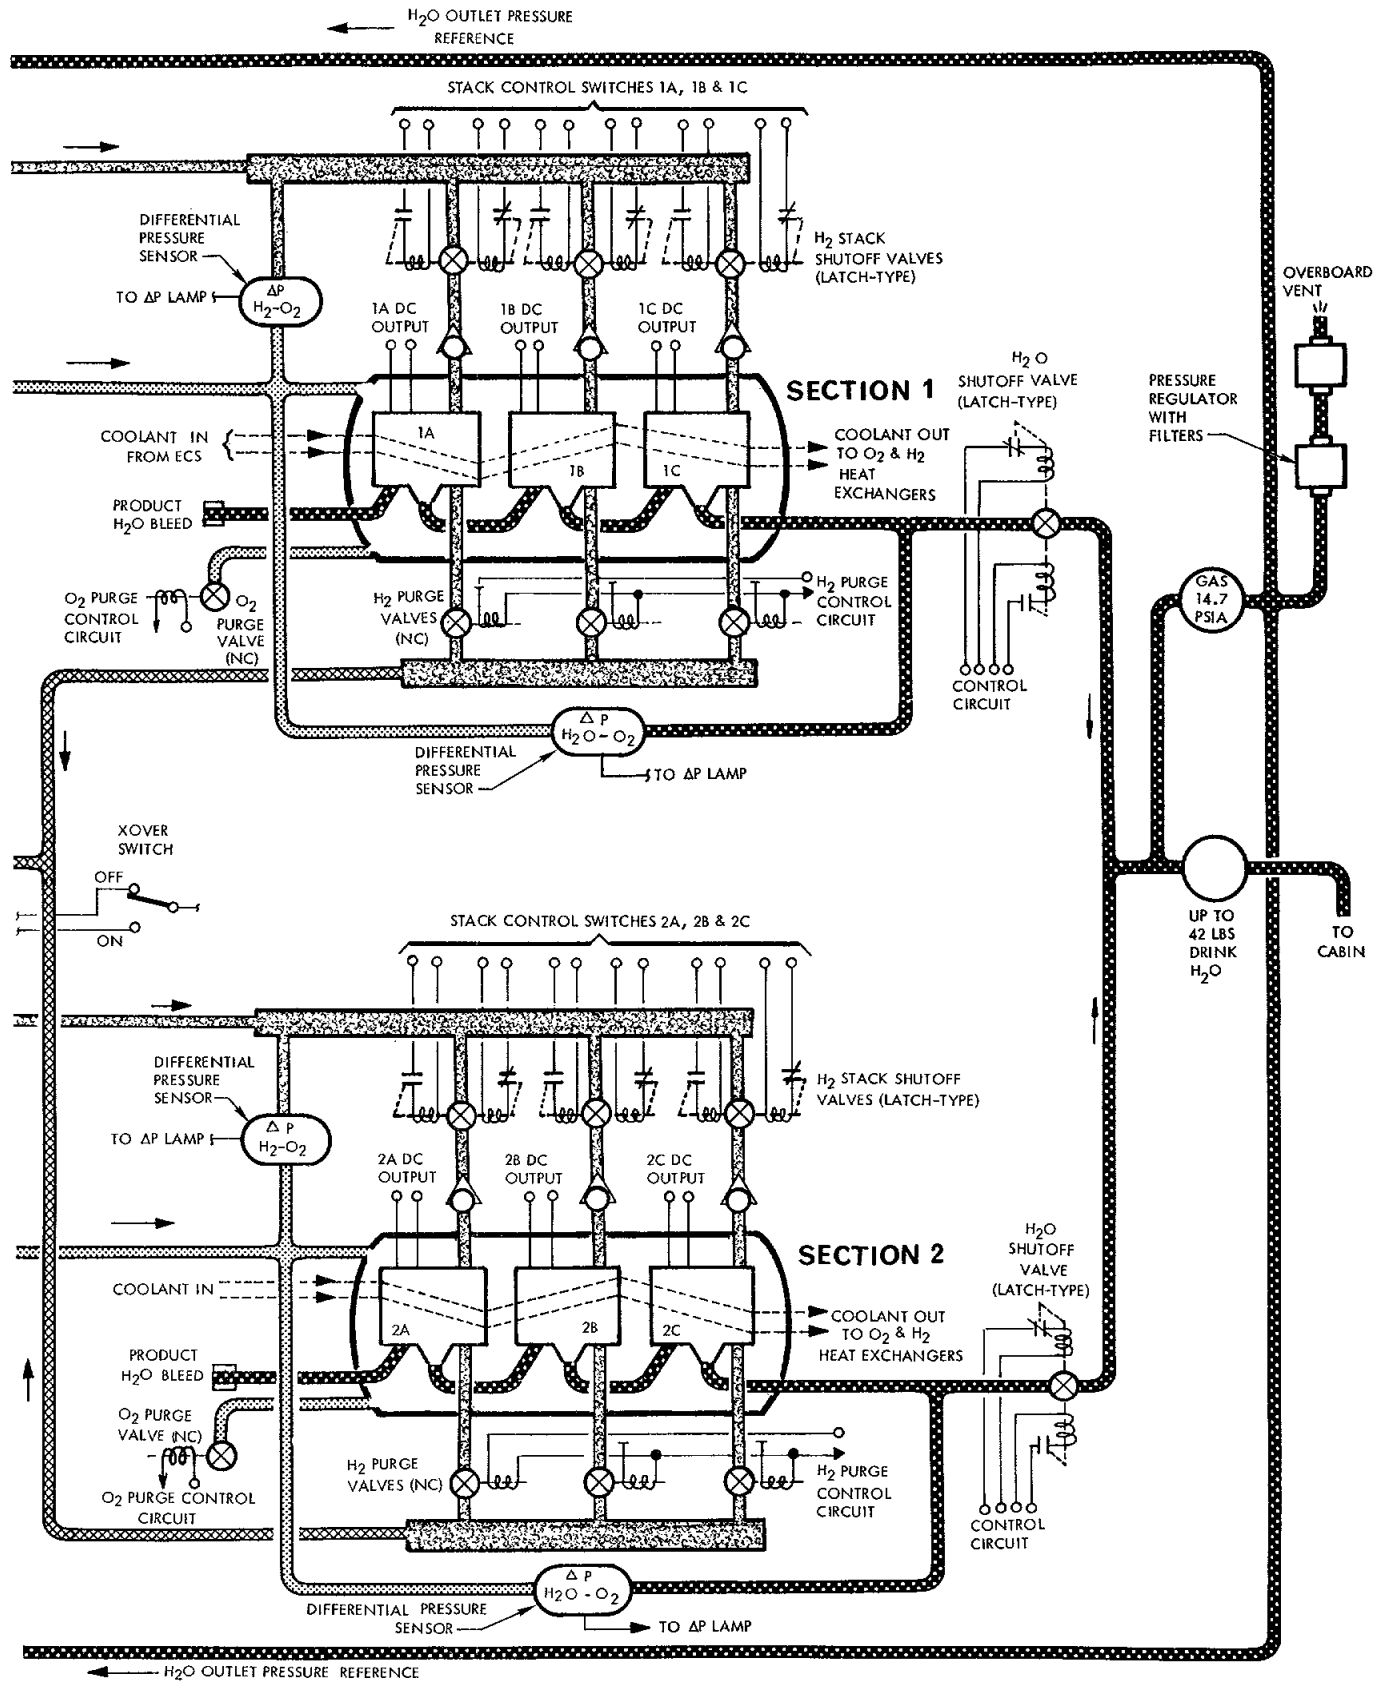 H2O OUTLET PRESSURE
REFERENCE
STACK CONTROL SWITCHES 1A, 1B & 1C
DIFFERENTIAL
PRESSURE
SENSOR
H2 STACK
SHUTOFF VALVES
(LATCH-TYPE)
OVERBOARD
VENT
TO ΔP LAMP
ΔP
H2-O2
1A DC
OUTPUT
1B DC
OUTPUT
1C DC
OUTPUT
H2O
SHUTOFF VALVE
(LATCH-TYPE)
SECTION 1
PRESSURE
REGULATOR
WITH
FILTERS
COOLANT IN
FROM ECS
1A
1B
1C
COOLANT OUT
TO O2 & H2
HEAT
EXCHANGERS
PRODUCT
H2O BLEED
O2 PURGE
CONTROL
CIRCUIT
O2
PURGE
VALVE
(NC)
H2 PURGE
VALVES
(NC)
H2 PURGE
CONTROL
CIRCUIT
GAS
14.7
PSIA
CONTROL
CIRCUIT
Δ P
H2O - O2
DIFFERENTIAL
PRESSURE
SENSOR
TO ΔP LAMP
XOVER
SWITCH
OFF
ON
UP TO
42 LBS
DRINK
H2O
TO
CABIN
STACK CONTROL SWITCHES 2A, 2B & 2C
DIFFERENTIAL
PRESSURE
SENSOR
H2 STACK SHUTOFF
VALVES (LATCH-TYPE)
TO ΔP LAMP
Δ P
H2-O2
2A DC
OUTPUT
2B DC
OUTPUT
2C DC
OUTPUT
H2O
SHUTOFF
VALVE
(LATCH-TYPE)
SECTION 2
COOLANT IN
2A
2B
2C
COOLANT OUT
TO O2 & H2
HEAT EXCHANGERS
PRODUCT
H2O BLEED
O2 PURGE
VALVE (NC)
O2 PURGE CONTROL
CIRCUIT
H2 PURGE
VALVES (NC)
H2 PURGE
CONTROL
CIRCUIT
CONTROL
CIRCUIT
Δ P
H2O - O2
DIFFERENTIAL PRESSURE
SENSOR
TO ΔP LAMP
H2O OUTLET PRESSURE REFERENCE